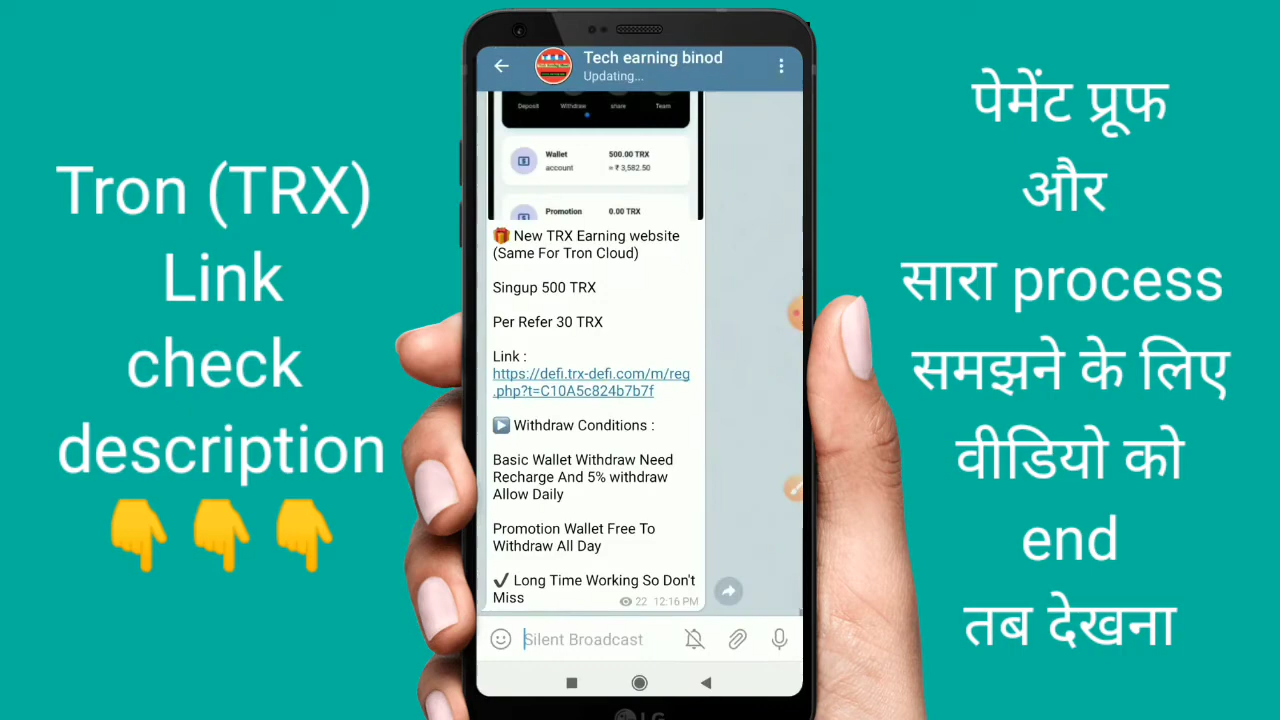 Tron (TRX)
Link
check
description
👇👇👇
Tech earning binod
Updating...
Deposit
Withdraw
share
Team
Wallet
500.00 TRX
account
= ₹ 3,582.50
Promotion
0.00 TRX
🎁 New TRX Earning website
(Same For Tron Cloud)
Singup 500 TRX
Per Refer 30 TRX
Link :
https://defi.trx-defi.com/m/reg
.php?t=C10A5c824b7b7f
▶️ Withdraw Conditions :
Basic Wallet Withdraw Need
Recharge And 5% withdraw
Allow Daily
Promotion Wallet Free To
Withdraw All Day
✔️ Long Time Working So Don't
Miss
22 12:16 PM
Silent Broadcast
LG
पेमेंट प्रूफ
और
सारा process
समझने के लिए
वीडियो को
end
तब देखना